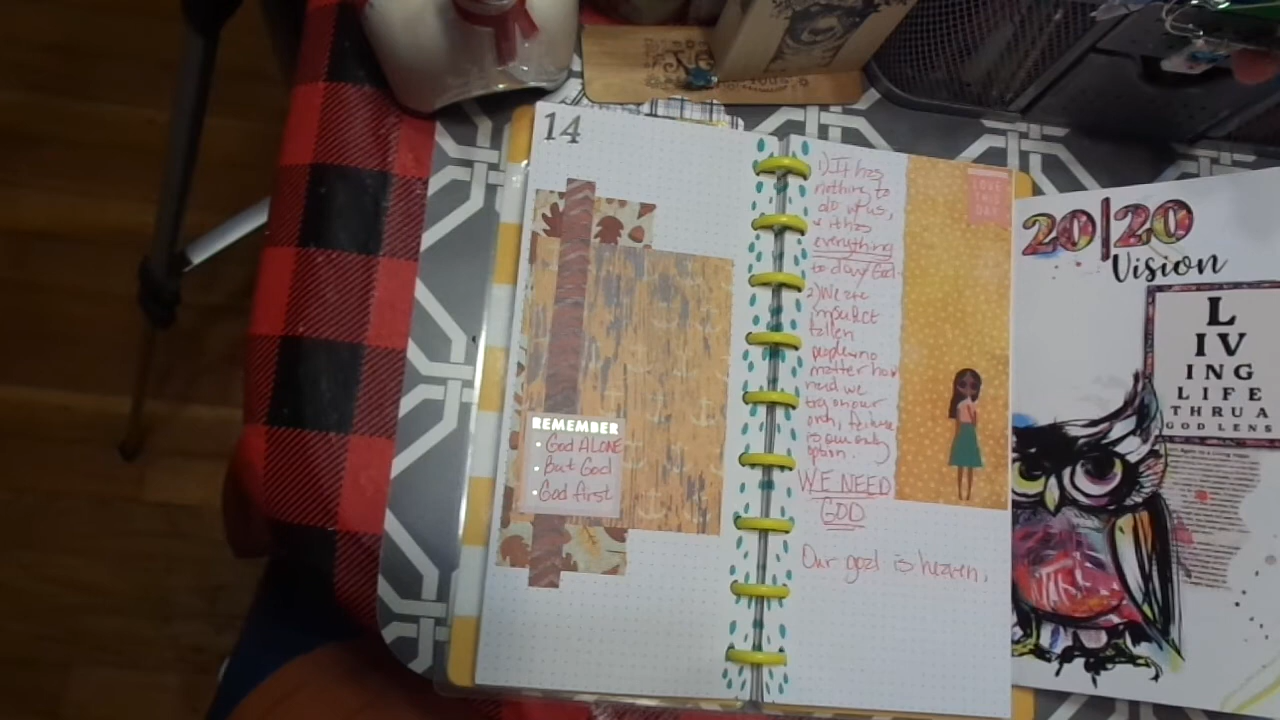 14
REMEMBER
• God ALONE
• But God
• God first
1) It has
nothing to
do w/ us,
& it has
everything
to do w/ God.
2) We are
fallen
people no
matter how
we
try on our
own, failure
is our only
option.
WE NEED
GOD
Our goal is heaven.
LOVE
THIS
DAY
20|20
Vision
L
IV
ING
LIFE
THRU A
GOD LENS